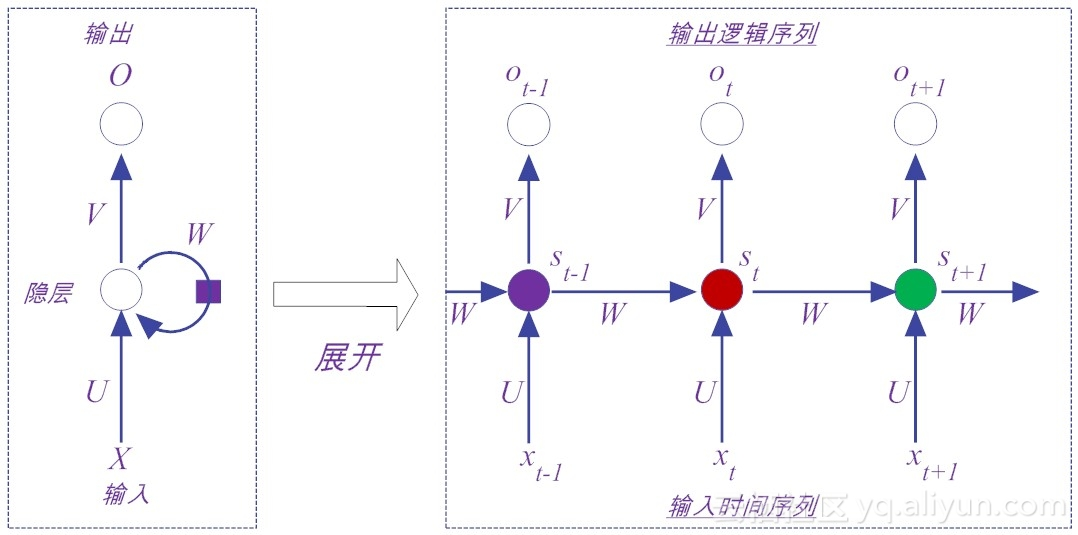 输出
O
V
W
隐层
U
X
输入
展开
输出逻辑序列
o t-1
o t
o t+1
V
V
V
s t-1
s t
s t+1
W
W
W
W
U
U
U
x t-1
x t
x t+1
输入时间序列
yq.aliyun.com